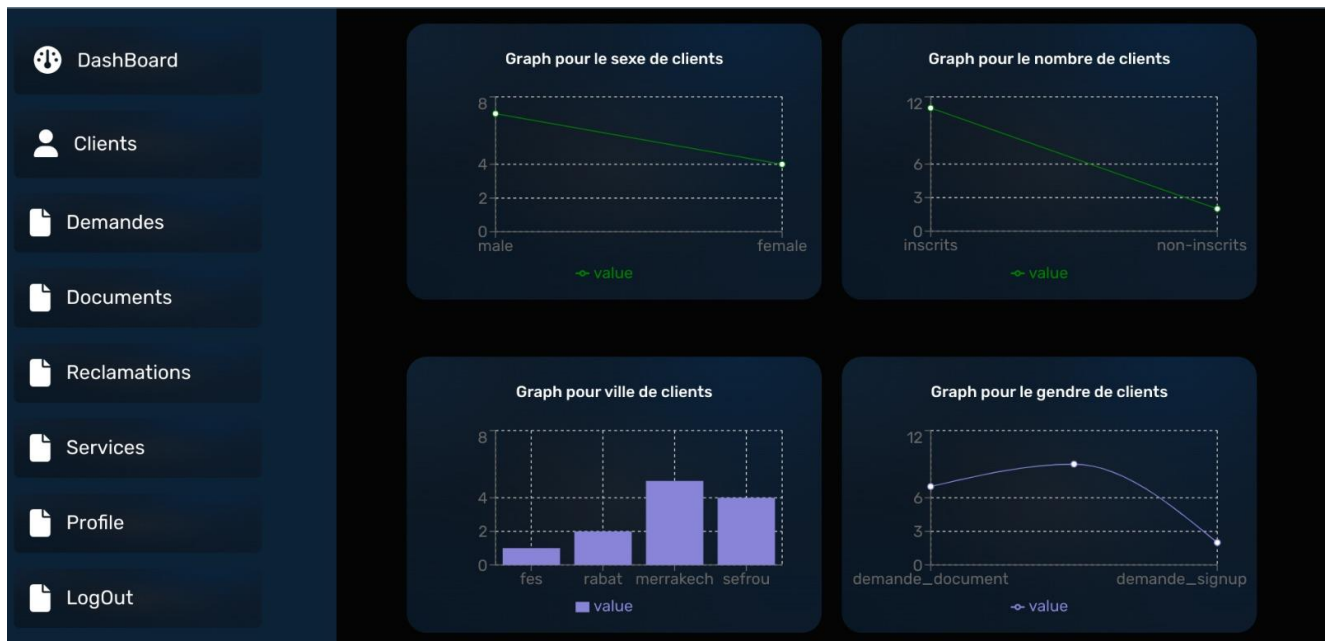 DashBoard
Clients
Demandes
Documents
Reclamations
Services
Profile
LogOut
Graph pour le sexe de clients
8
4
2
0
male female
value
Graph pour le nombre de clients
12
6
3
0
inscrits non-inscrits
value
Graph pour ville de clients
8
4
2
0
fes rabat merrakech sefrou
value
Graph pour le gendre de clients
12
6
3
0
demande_document demande_signup
value